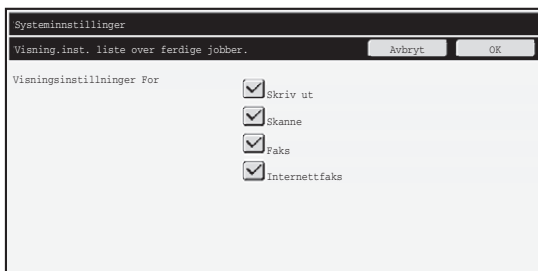 Systeminnstillinger
Visning.inst. liste over ferdige jobber. Avbryt OK
Visningsinstillninger For
Skriv ut
Skanne
Faks
Internettfaks